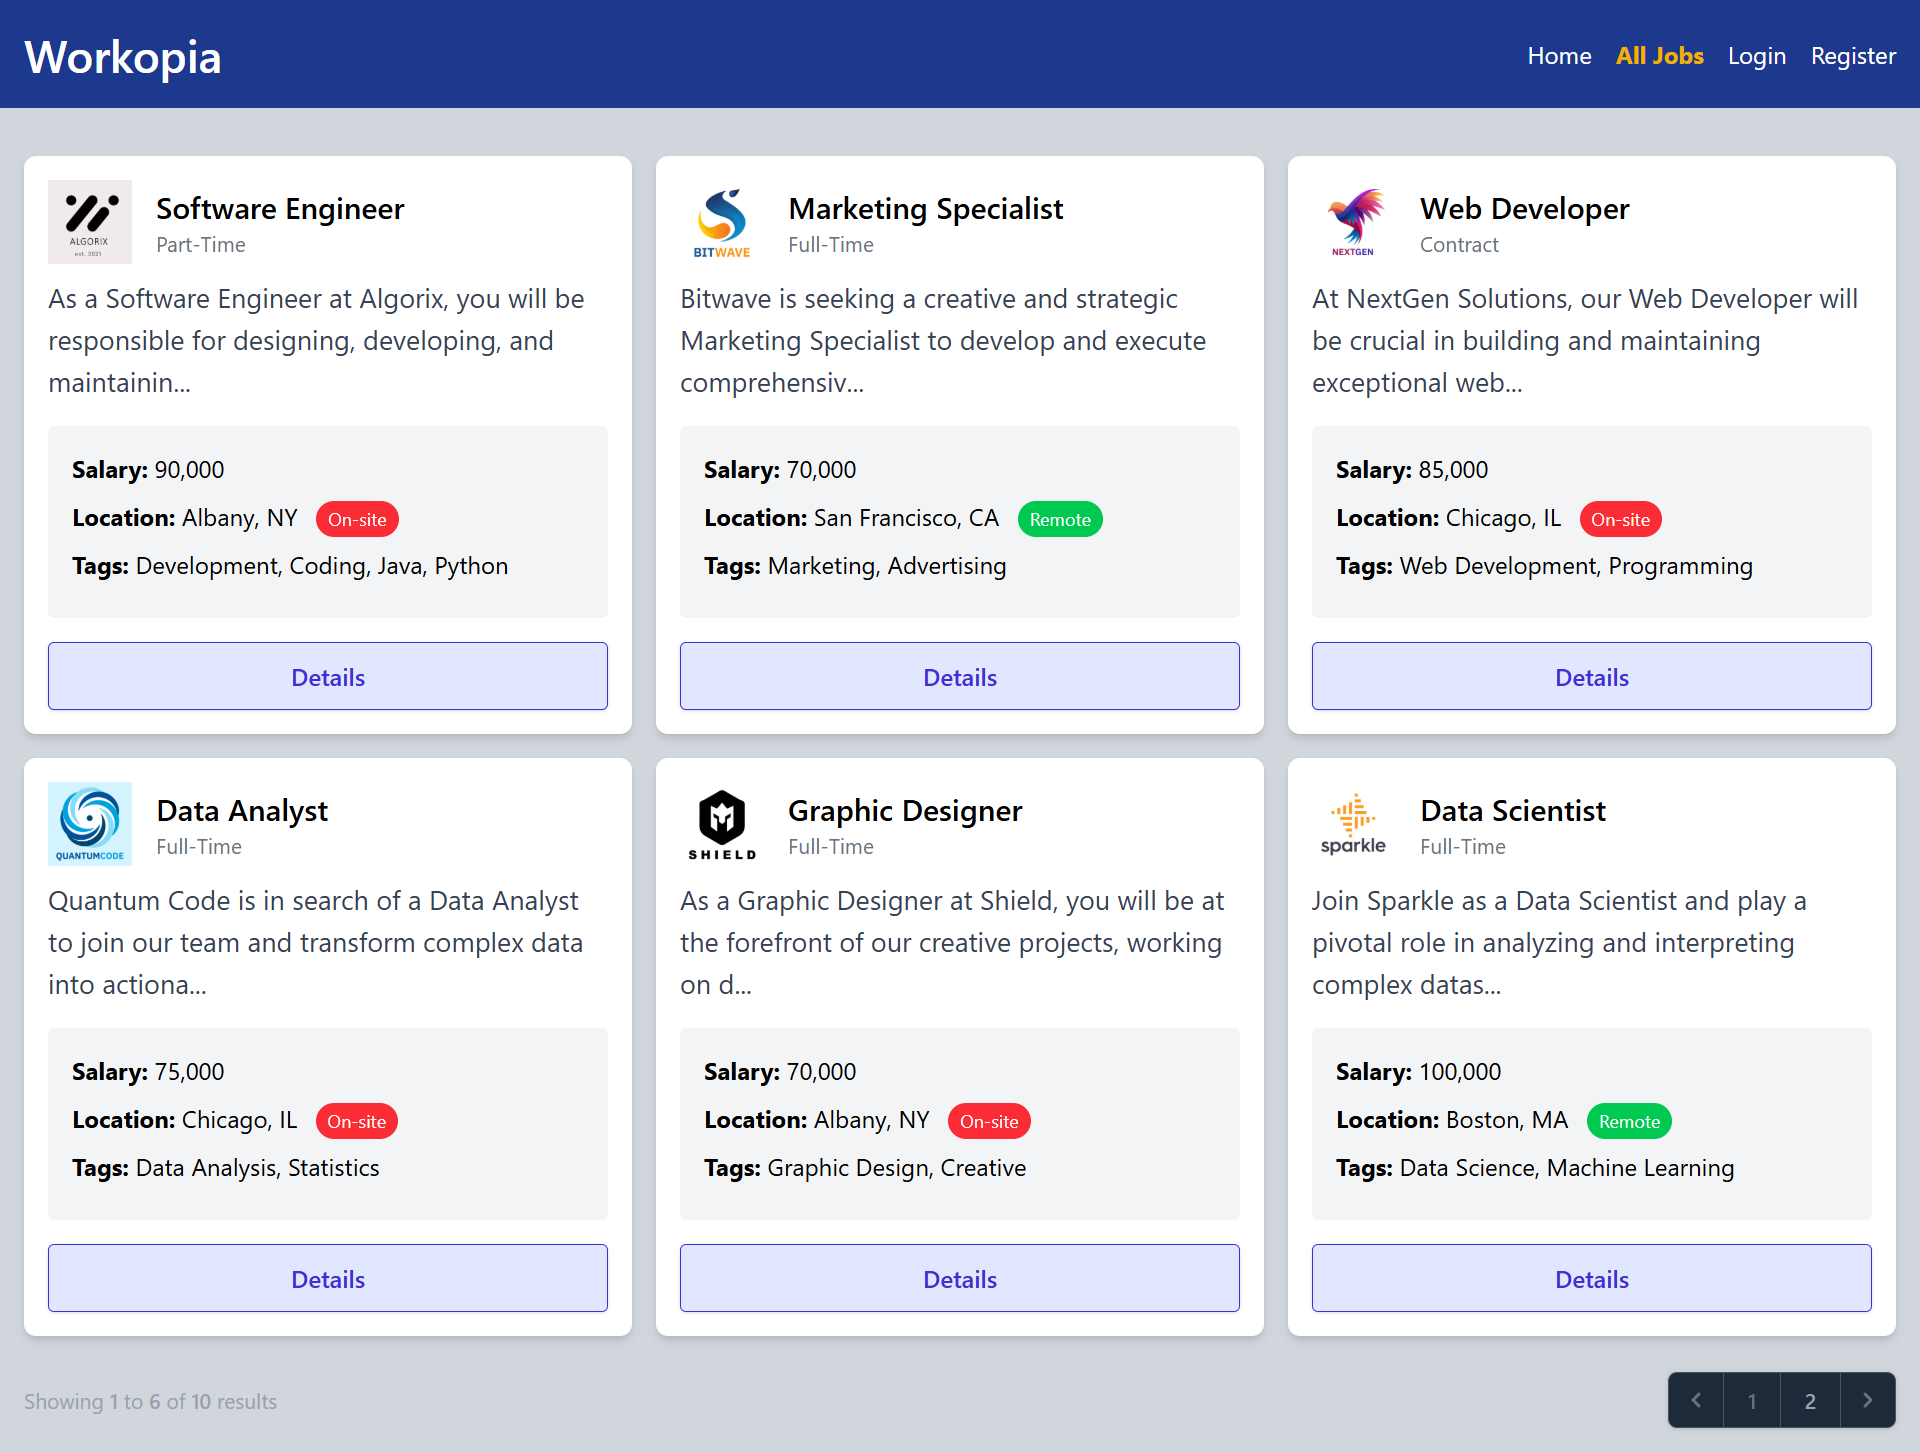 Workopia
Home All Jobs Login Register
ALGORIX
est. 2021
Software Engineer
Part-Time
As a Software Engineer at Algorix, you will be
responsible for designing, developing, and
maintainin...
Salary: 90,000
Location: Albany, NY On-site
Tags: Development, Coding, Java, Python
Details
BITWAVE
Marketing Specialist
Full-Time
Bitwave is seeking a creative and strategic
Marketing Specialist to develop and execute
comprehensiv...
Salary: 70,000
Location: San Francisco, CA Remote
Tags: Marketing, Advertising
Details
NEXTGEN
Web Developer
Contract
At NextGen Solutions, our Web Developer will
be crucial in building and maintaining
exceptional web...
Salary: 85,000
Location: Chicago, IL On-site
Tags: Web Development, Programming
Details
QUANTUMCODE
Data Analyst
Full-Time
Quantum Code is in search of a Data Analyst
to join our team and transform complex data
into actiona...
Salary: 75,000
Location: Chicago, IL On-site
Tags: Data Analysis, Statistics
Details
SHIELD
Graphic Designer
Full-Time
As a Graphic Designer at Shield, you will be at
the forefront of our creative projects, working
on d...
Salary: 70,000
Location: Albany, NY On-site
Tags: Graphic Design, Creative
Details
sparkle
Data Scientist
Full-Time
Join Sparkle as a Data Scientist and play a
pivotal role in analyzing and interpreting
complex datas...
Salary: 100,000
Location: Boston, MA Remote
Tags: Data Science, Machine Learning
Details
Showing 1 to 6 of 10 results
1 2